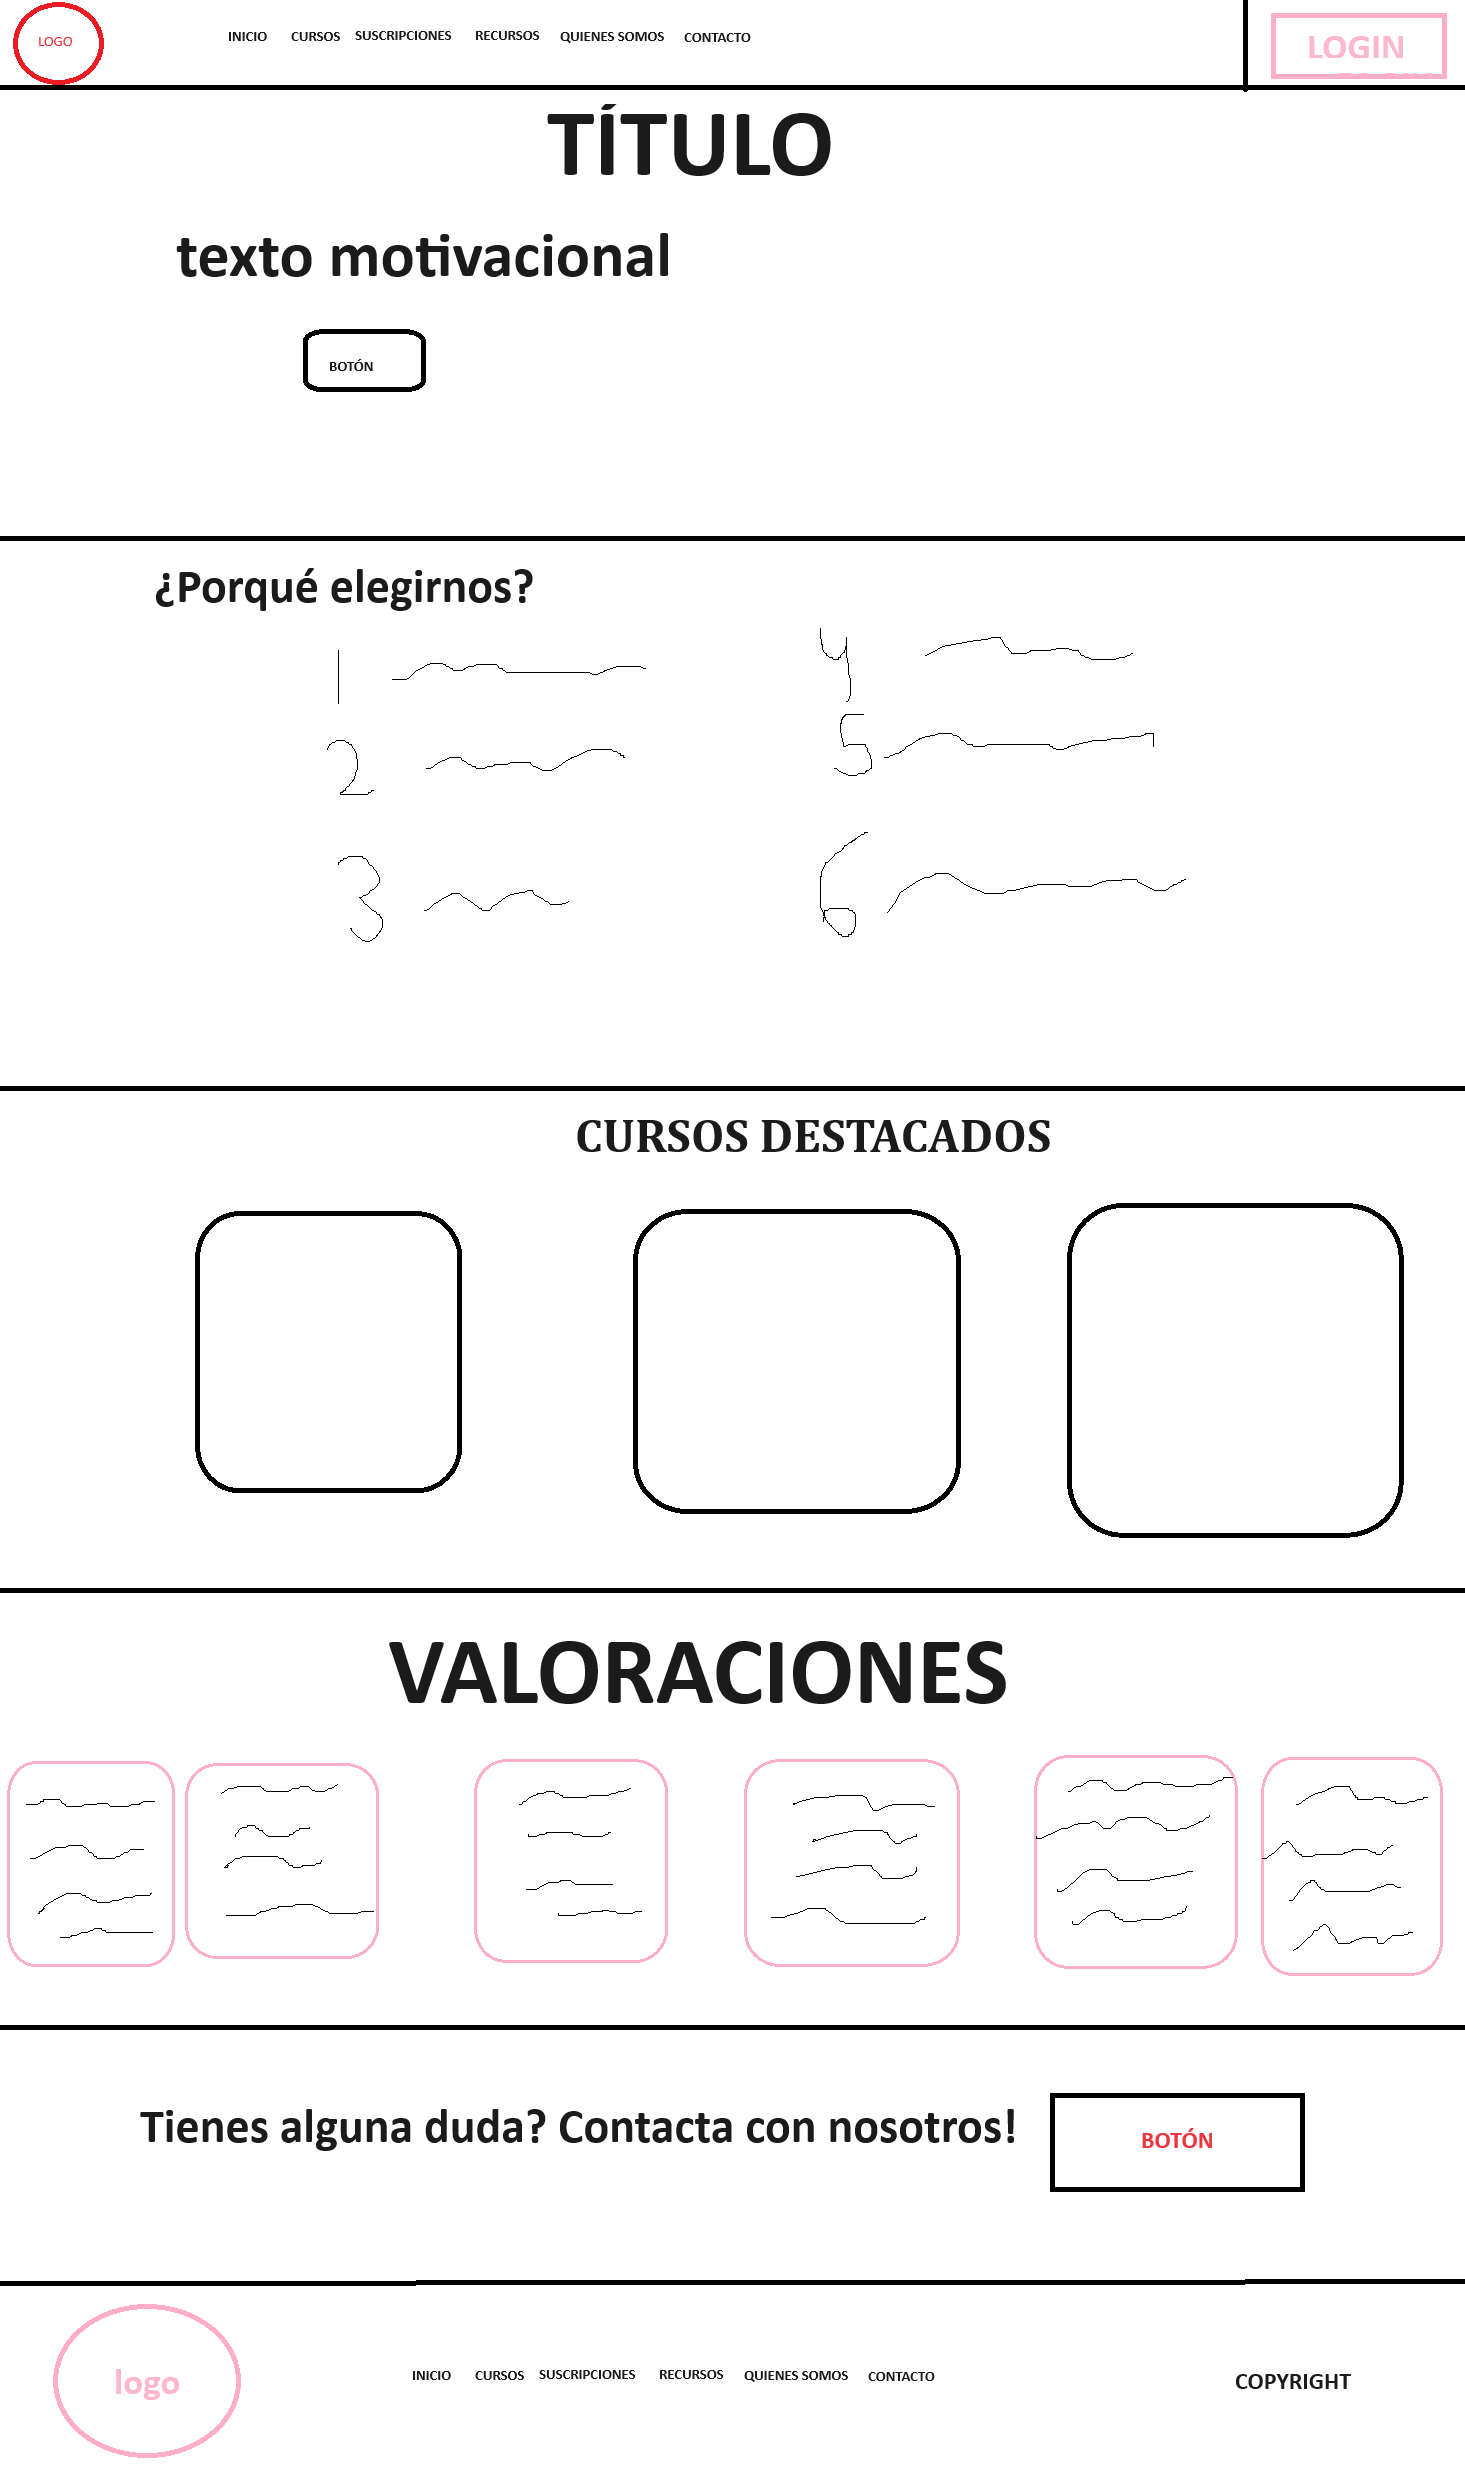 LOGO
INICIO CURSOS SUSCRIPCIONES RECURSOS QUIENES SOMOS CONTACTO
LOGIN
TÍTULO
texto motivacional
BOTÓN
¿Porqué elegirnos?
1
2
3
4
5
6
CURSOS DESTACADOS
VALORACIONES
Tienes alguna duda? Contacta con nosotros!
BOTÓN
logo
INICIO CURSOS SUSCRIPCIONES RECURSOS QUIENES SOMOS CONTACTO
COPYRIGHT